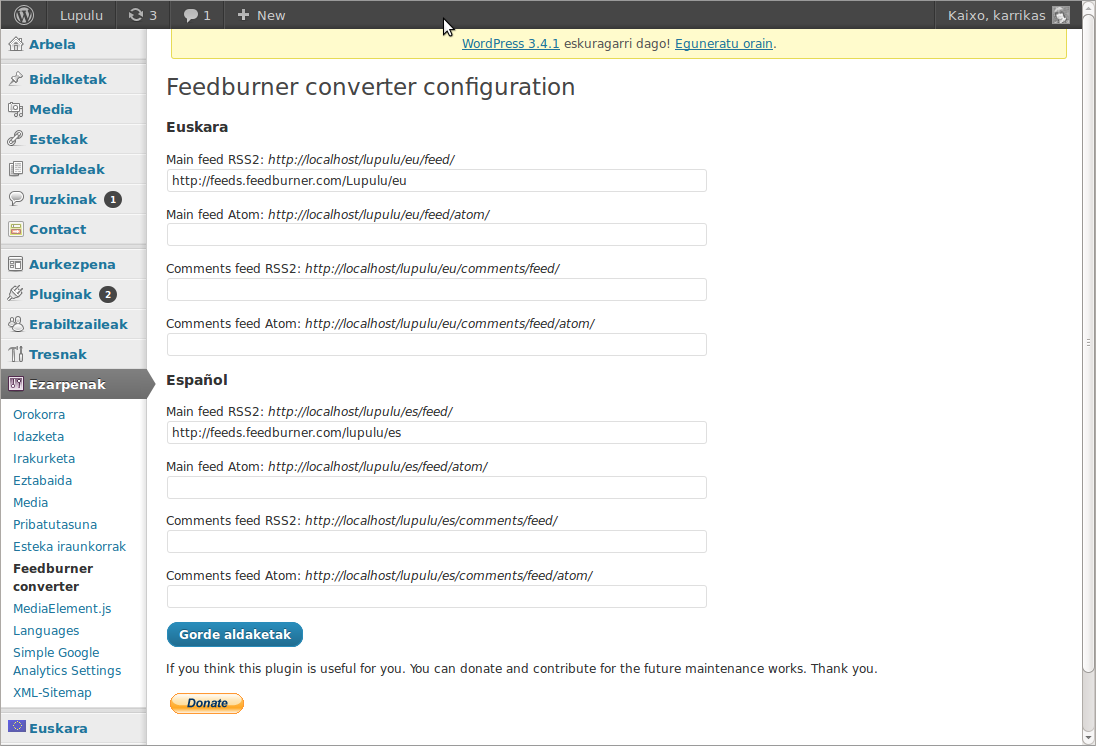 Lupulu 3 1 New Kaixo, karrikas
WordPress 3.4.1 eskuragarri dago! Eguneratu orain.
Arbela
Bidalketak
Media
Estekak
Orrialdeak
Iruzkinak 1
Contact
Aurkezpena
Pluginak 2
Erabiltzaileak
Tresnak
Ezarpenak
Orokorra
Idazketa
Irakurketa
Eztabaida
Media
Pribatutasuna
Esteka iraunkorrak
Feedburner
converter
MediaElement.js
Languages
Simple Google
Analytics Settings
XML-Sitemap
Euskara
Feedburner converter configuration
Euskara
Main feed RSS2: http://localhost/lupulu/eu/feed/
http://feeds.feedburner.com/Lupulu/eu
Main feed Atom: http://localhost/lupulu/eu/feed/atom/
Comments feed RSS2: http://localhost/lupulu/eu/comments/feed/
Comments feed Atom: http://localhost/lupulu/eu/comments/feed/atom/
Español
Main feed RSS2: http://localhost/lupulu/es/feed/
http://feeds.feedburner.com/lupulu/es
Main feed Atom: http://localhost/lupulu/es/feed/atom/
Comments feed RSS2: http://localhost/lupulu/es/comments/feed/
Comments feed Atom: http://localhost/lupulu/es/comments/feed/atom/
Gorde aldaketak
If you think this plugin is useful for you. You can donate and contribute for the future maintenance works. Thank you.
Donate